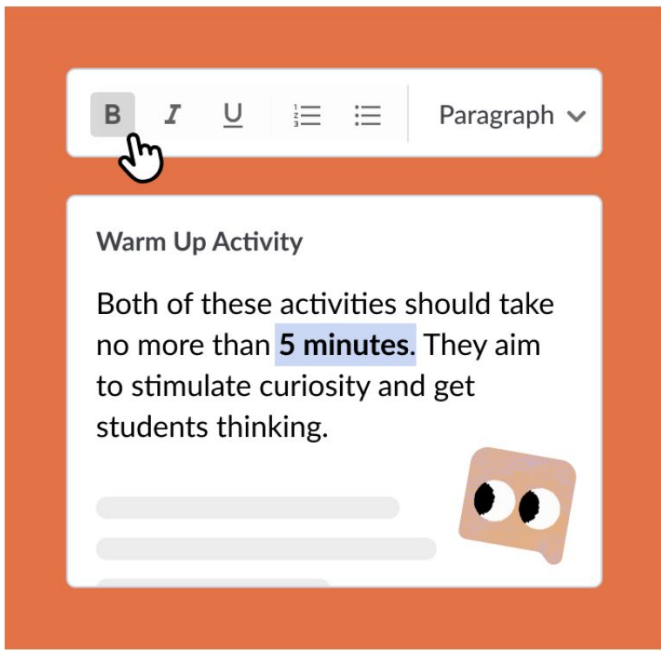 B I U Paragraph
Warm Up Activity
Both of these activities should take
no more than 5 minutes. They aim
to stimulate curiosity and get
students thinking.